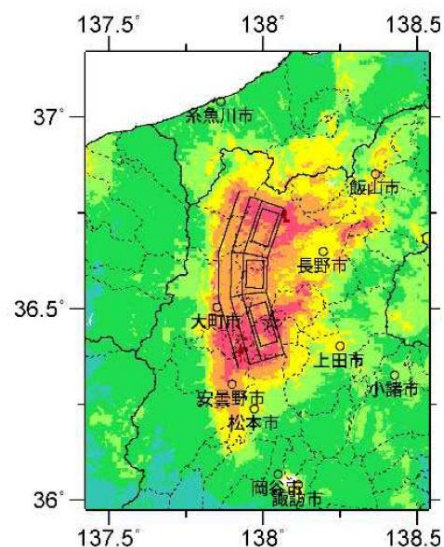 137.5˚ 138˚ 138.5˚
37˚
糸魚川市
飯山市
長野市
36.5˚
大町市
上田市
小諸市
安曇野市
松本市
岡谷市
諏訪市
36˚
137.5˚ 138˚ 138.5˚